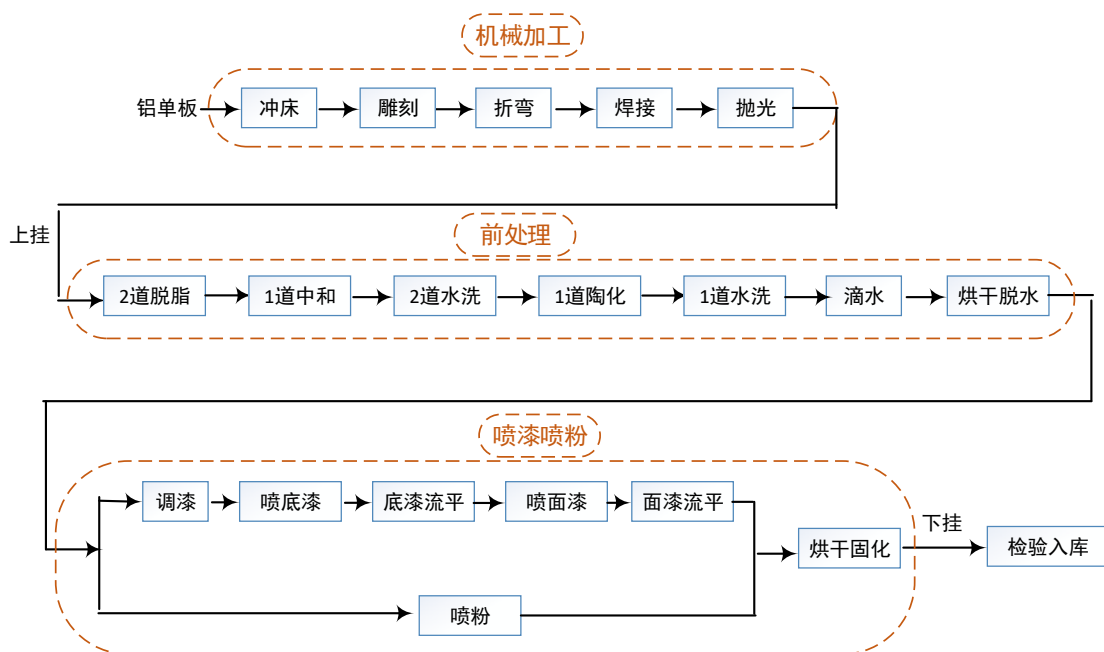 机械加工
铝单板
冲床
雕刻
折弯
焊接
抛光
上挂
前处理
2道脱脂
1道中和
2道水洗
1道陶化
1道水洗
滴水
烘干脱水
喷漆喷粉
调漆
喷底漆
底漆流平
喷面漆
面漆流平
喷粉
烘干固化
下挂
检验入库